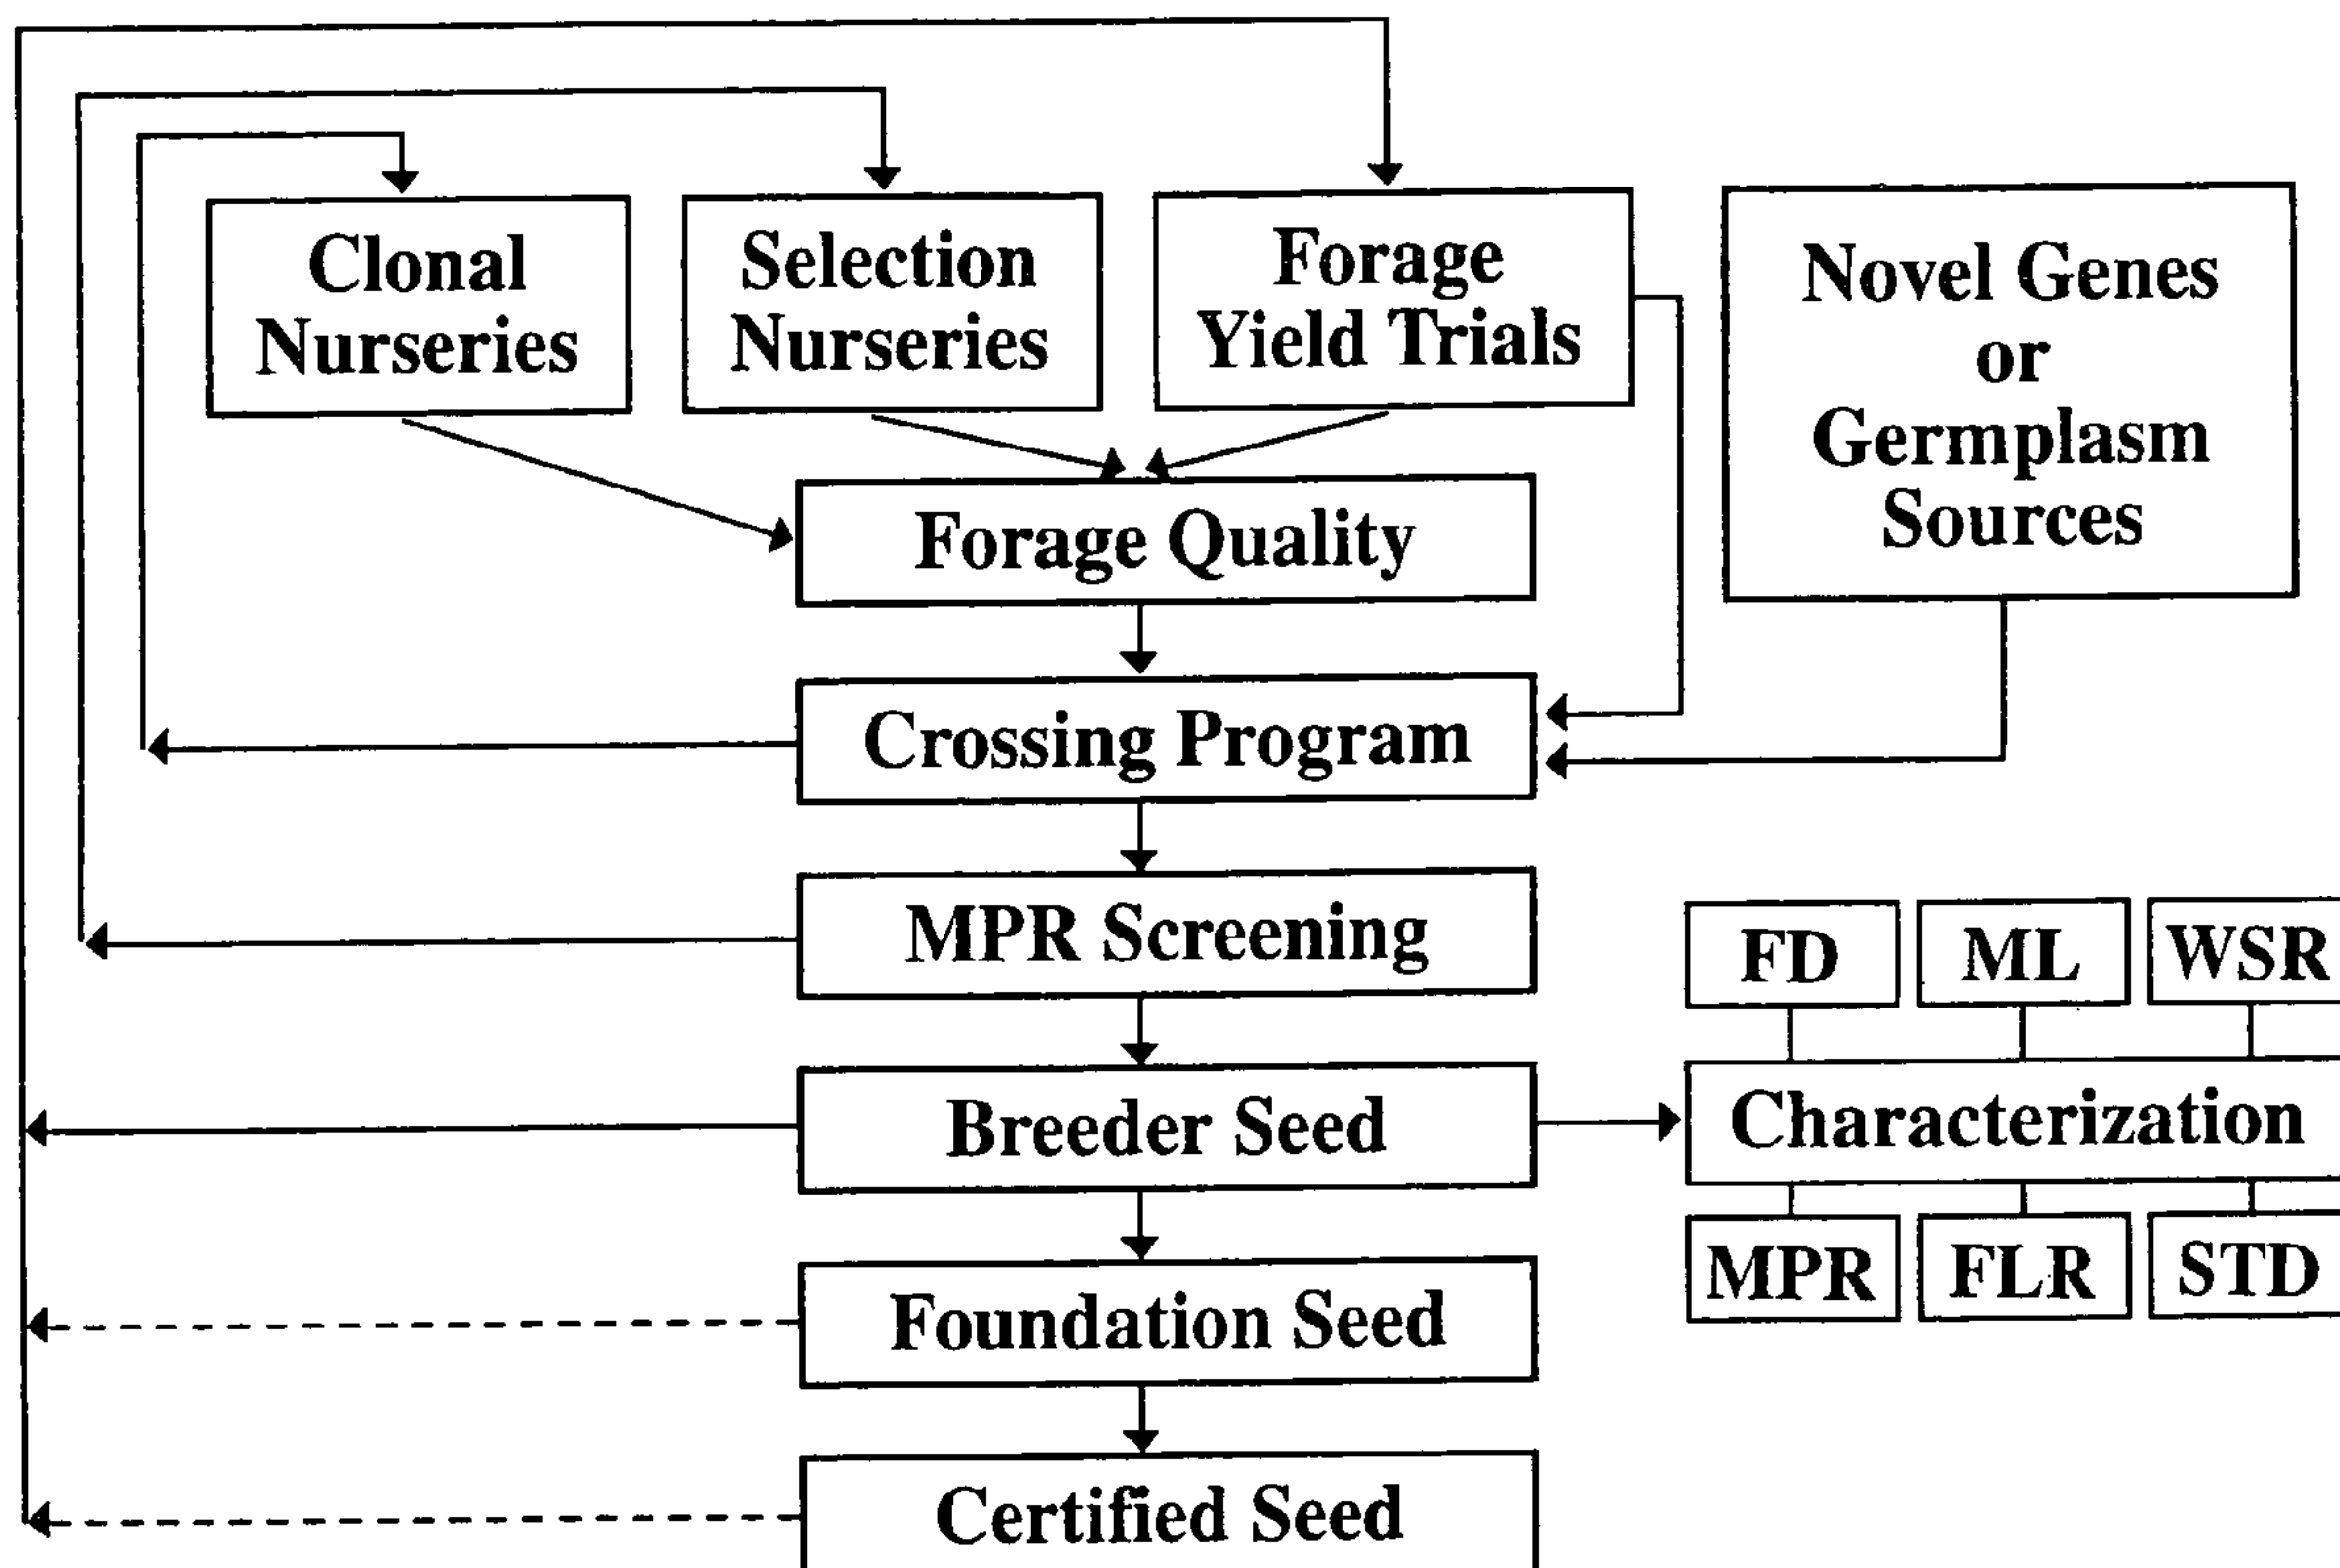 Clonal
Nurseries
Selection
Nurseries
Forage
Yield Trials
Novel Genes
or
Germplasm
Sources
Forage Quality
Crossing Program
MPR Screening
FD
ML
WSR
Breeder Seed
Characterization
MPR
FLR
STD
Foundation Seed
Certified Seed